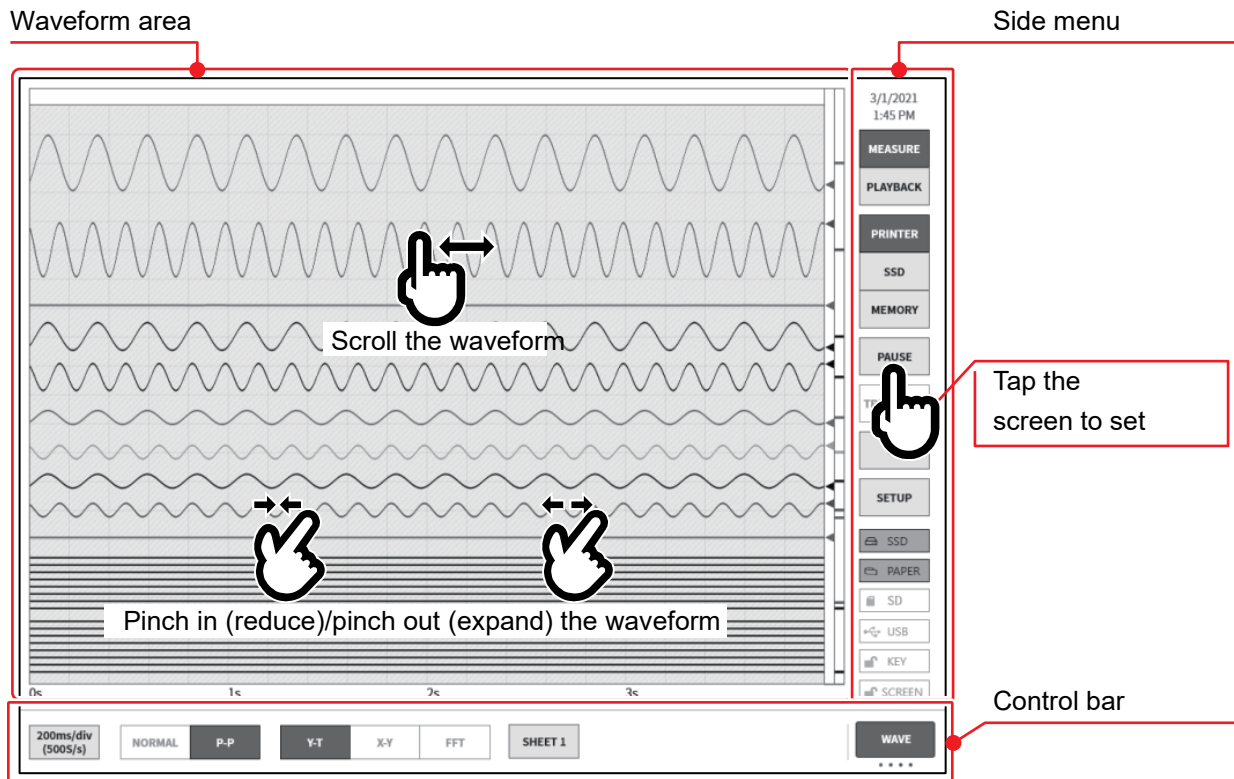 Waveform area
Side menu
3/1/2021
1:45 PM
MEASURE
PLAYBACK
PRINTER
SSD
MEMORY
Scroll the waveform
PAUSE
Tap the
screen to set
SETUP
SSD
PAPER
SD
USB
KEY
SCREEN
Pinch in (reduce)/pinch out (expand) the waveform
0s 1s 2s 3s
Control bar
200ms/div
(500S/s)
NORMAL P-P Y-T X-Y FFT SHEET 1 WAVE